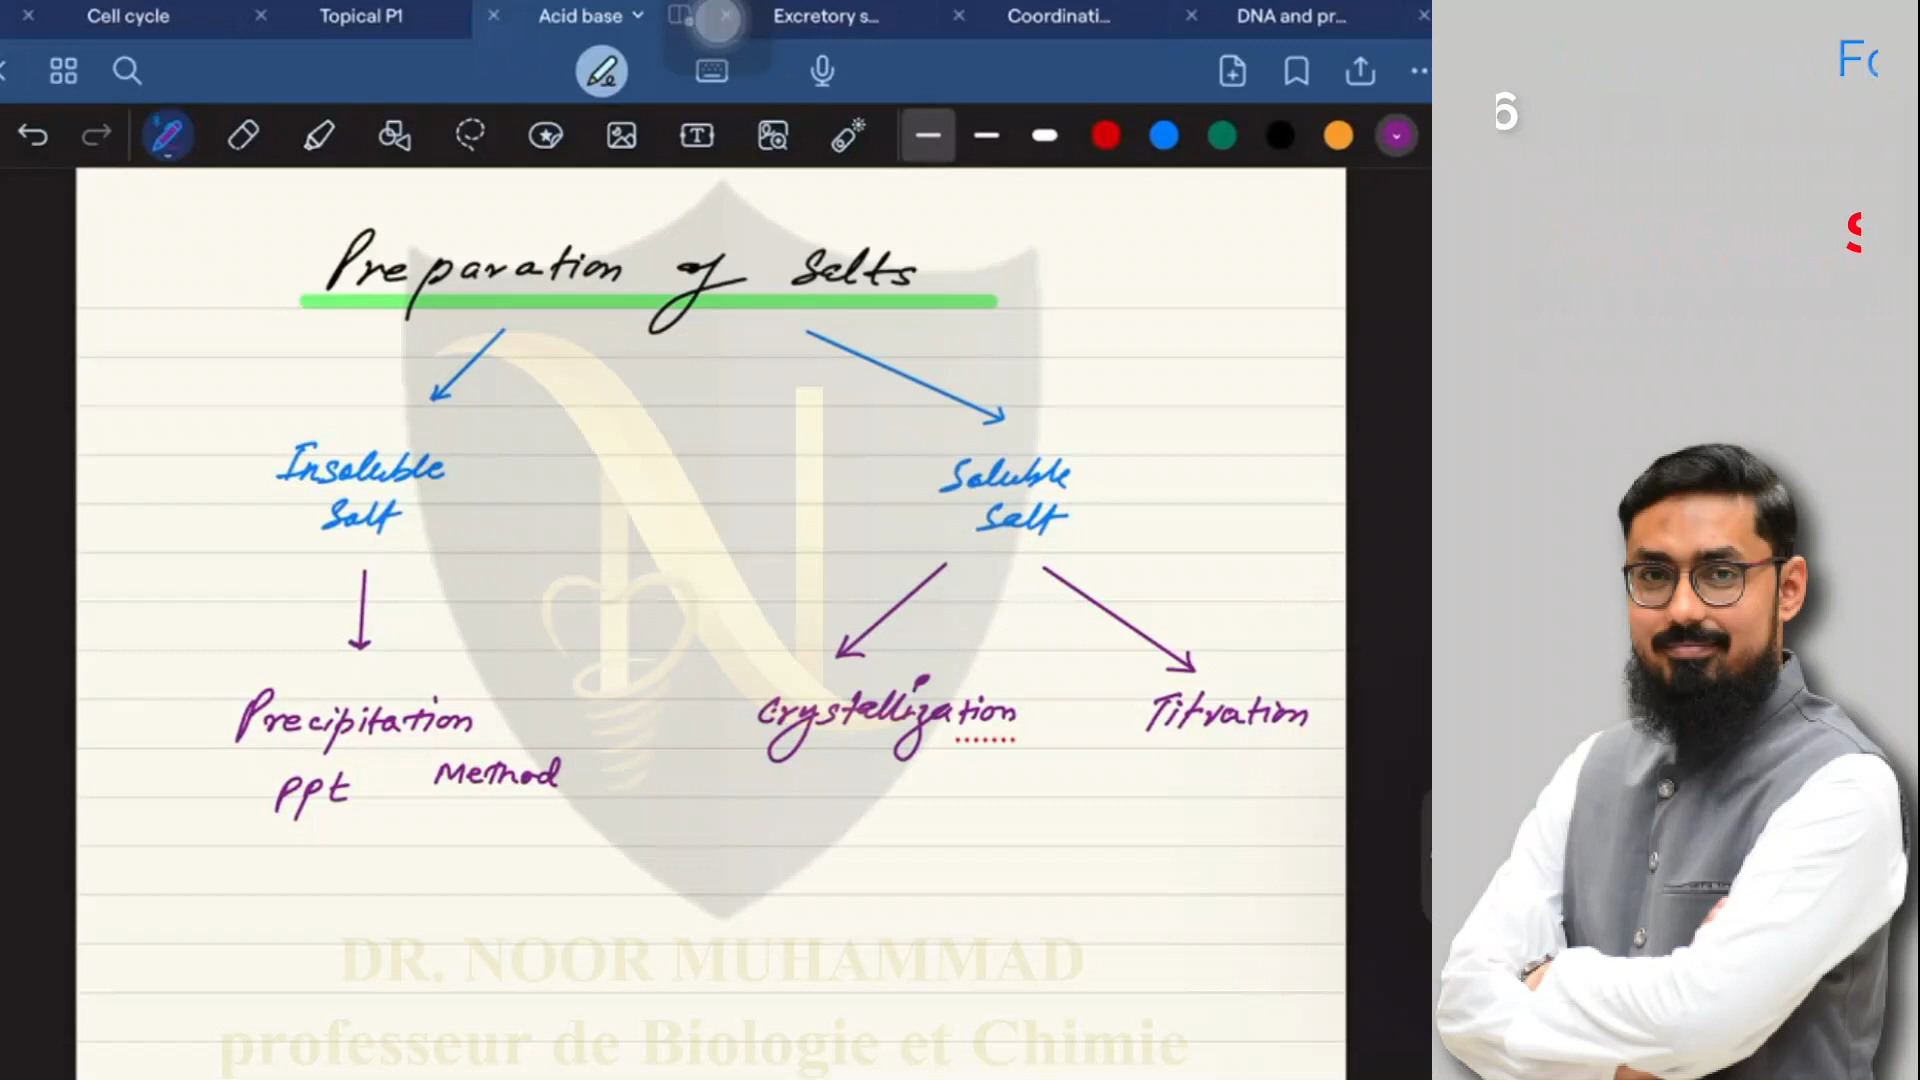 Cell cycle
Topical P1
Acid base
Excretory s...
Coordinati...
DNA and pr...
Preparation of Salts
Insoluble
Salt
Soluble
Salt
Precipitation
ppt
Method
Crystallization
Titration
DR. NOOR MUHAMMAD
professeur de Biologie et Chimie
6
S